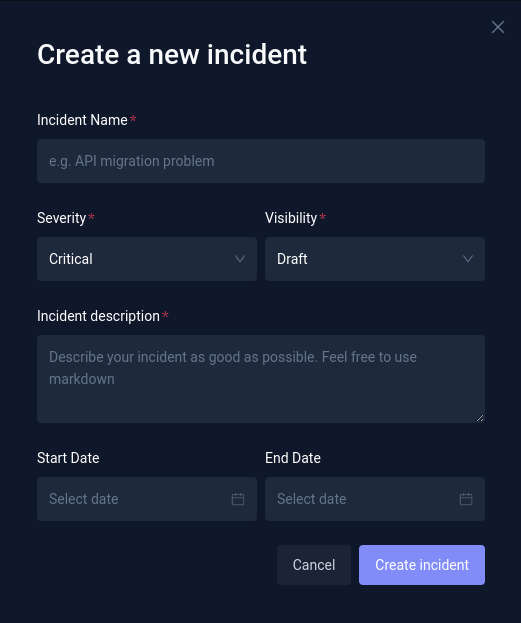 Create a new incident
Incident Name *
e.g. API migration problem
Severity * Visibility *
Critical Draft
Incident description *
Describe your incident as good as possible. Feel free to use
markdown
Start Date End Date
Select date Select date
Cancel Create incident